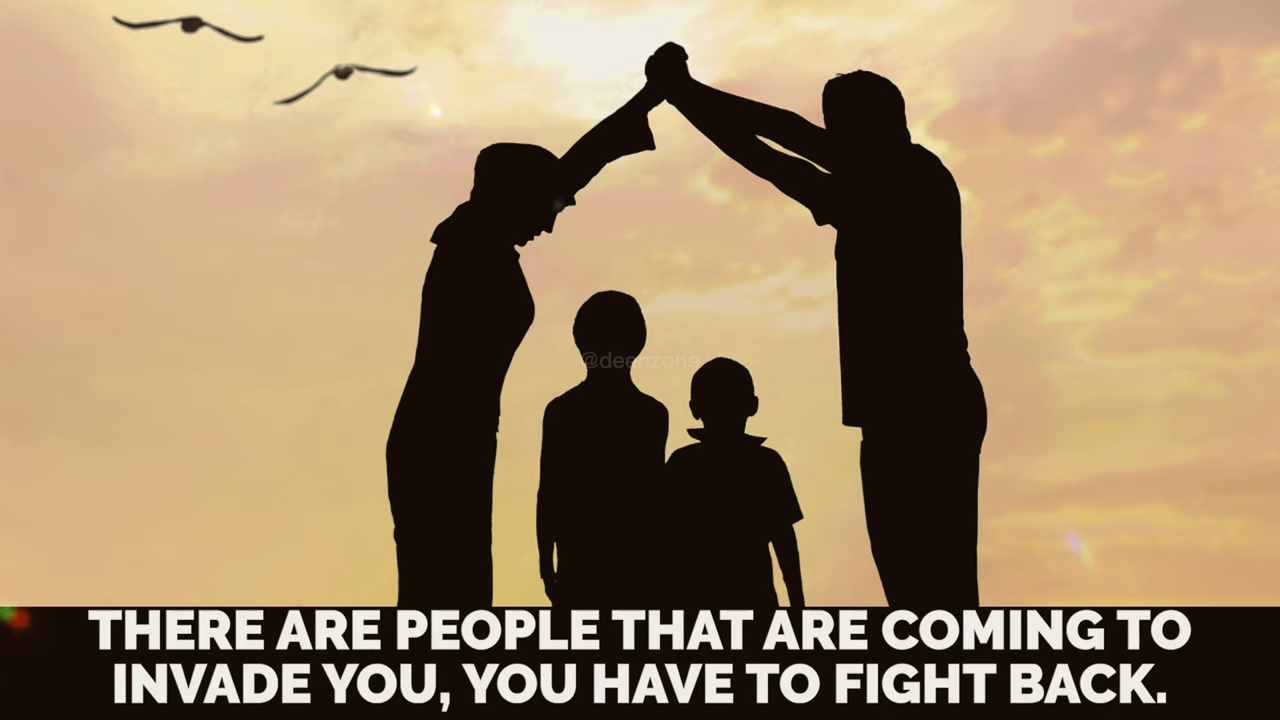 @deenzone
THERE ARE PEOPLE THAT ARE COMING TO
INVADE YOU, YOU HAVE TO FIGHT BACK.